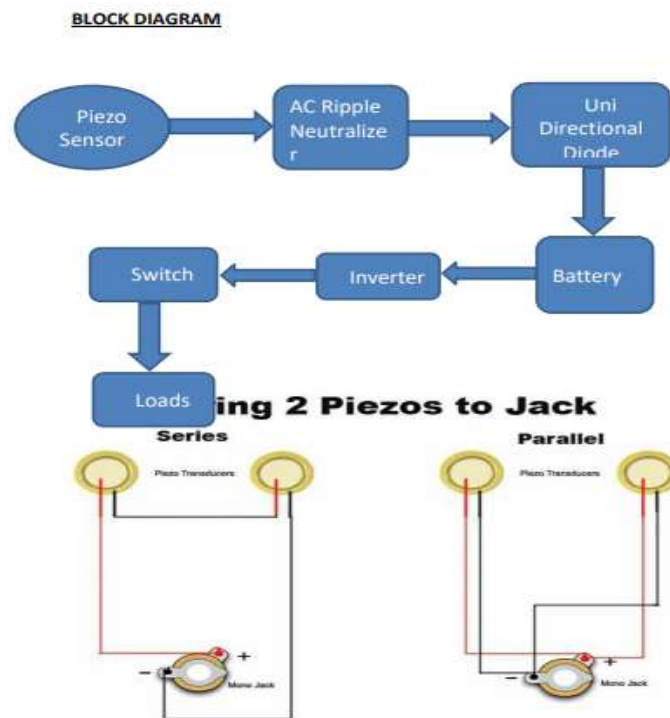 BLOCK DIAGRAM
Piezo
Sensor
AC Ripple
Neutralize
r
Uni
Directional
Diode
Battery
Inverter
Switch
Loads
ing 2 Piezos to Jack
Series
Parallel
Piezo Transducers
Piezo Transducers
+
-
Mono Jack
+
-
Mono Jack